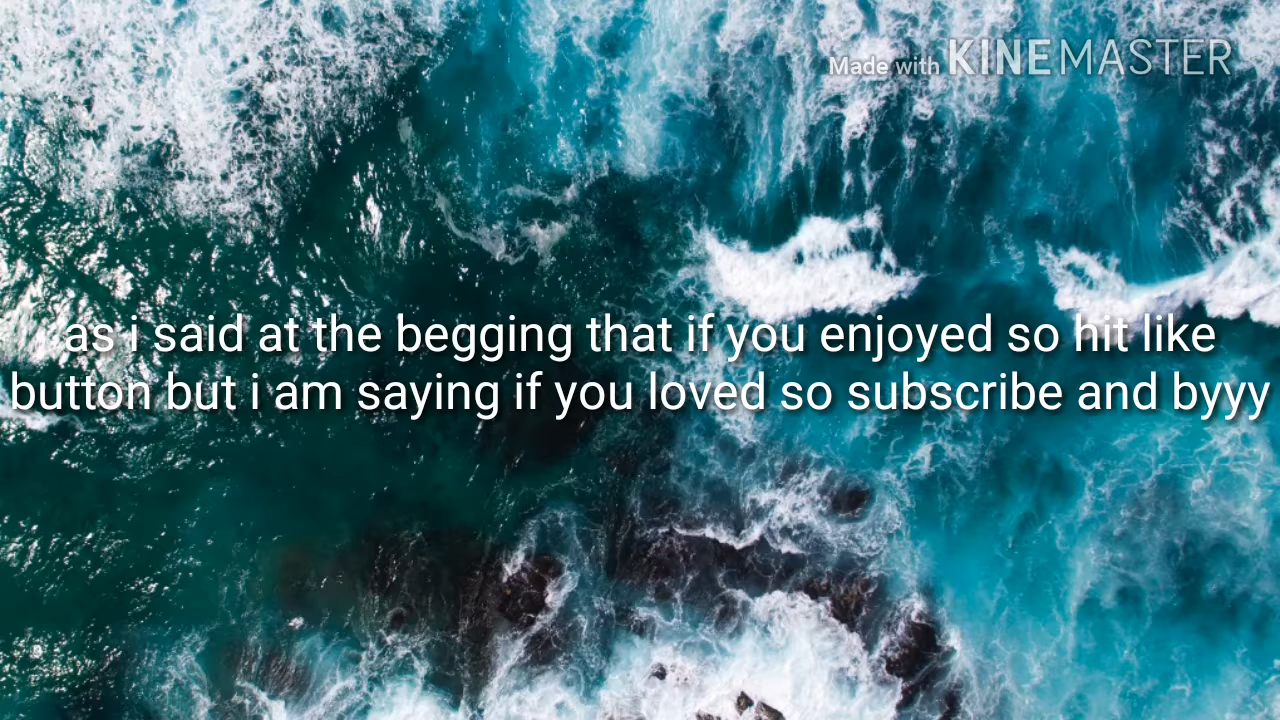 Made with KINEMASTER
as i said at the begging that if you enjoyed so hit like
button but i am saying if you loved so subscribe and byyy